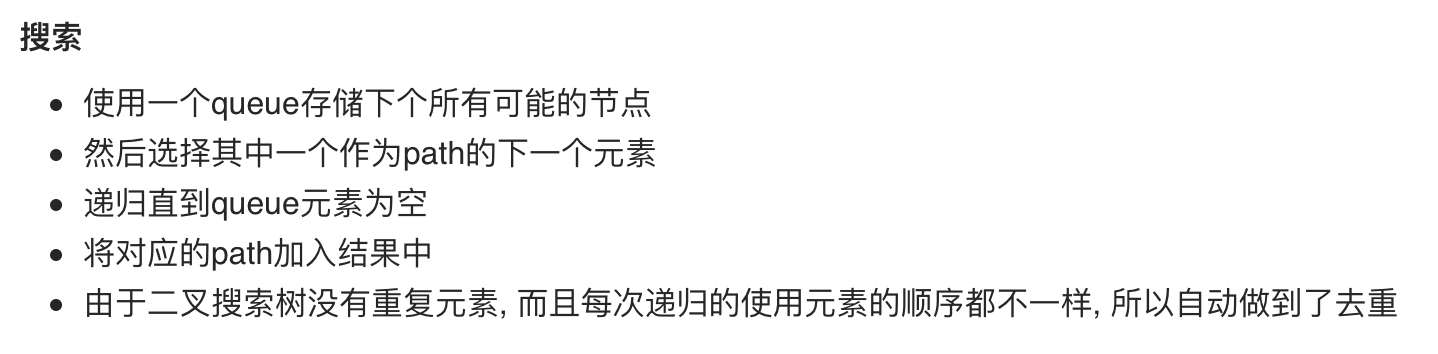 搜索
使用一个queue存储下个所有可能的节点
然后选择其中一个作为path的下一个元素
递归直到queue元素为空
将对应的path加入结果中
由于二叉搜索树没有重复元素, 而且每次递归的使用元素的顺序都不一样, 所以自动做到了去重